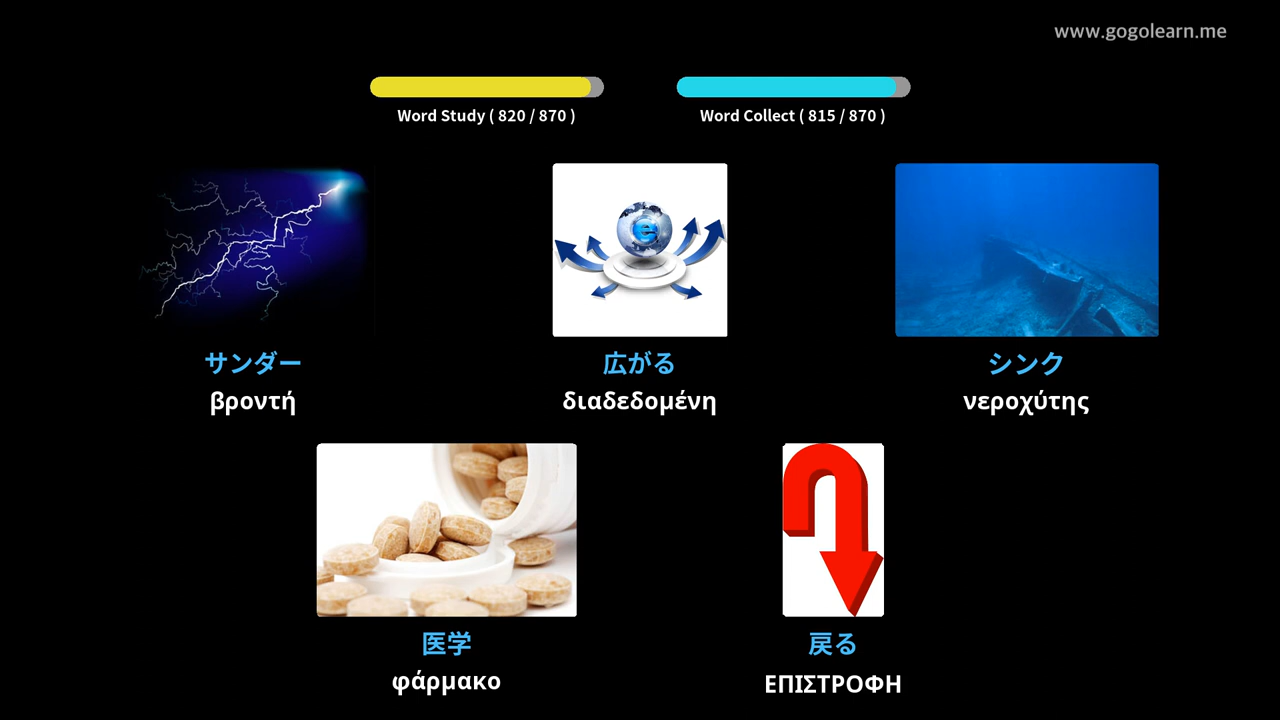 www.gogolearn.me
Word Study ( 820 / 870 )
Word Collect ( 815 / 870 )
サンダー
βροντή
広がる
διαδεδομένη
シンク
νεροχύτης
医学
φάρμακο
戻る
ΕΠΙΣΤΡΟΦΗ